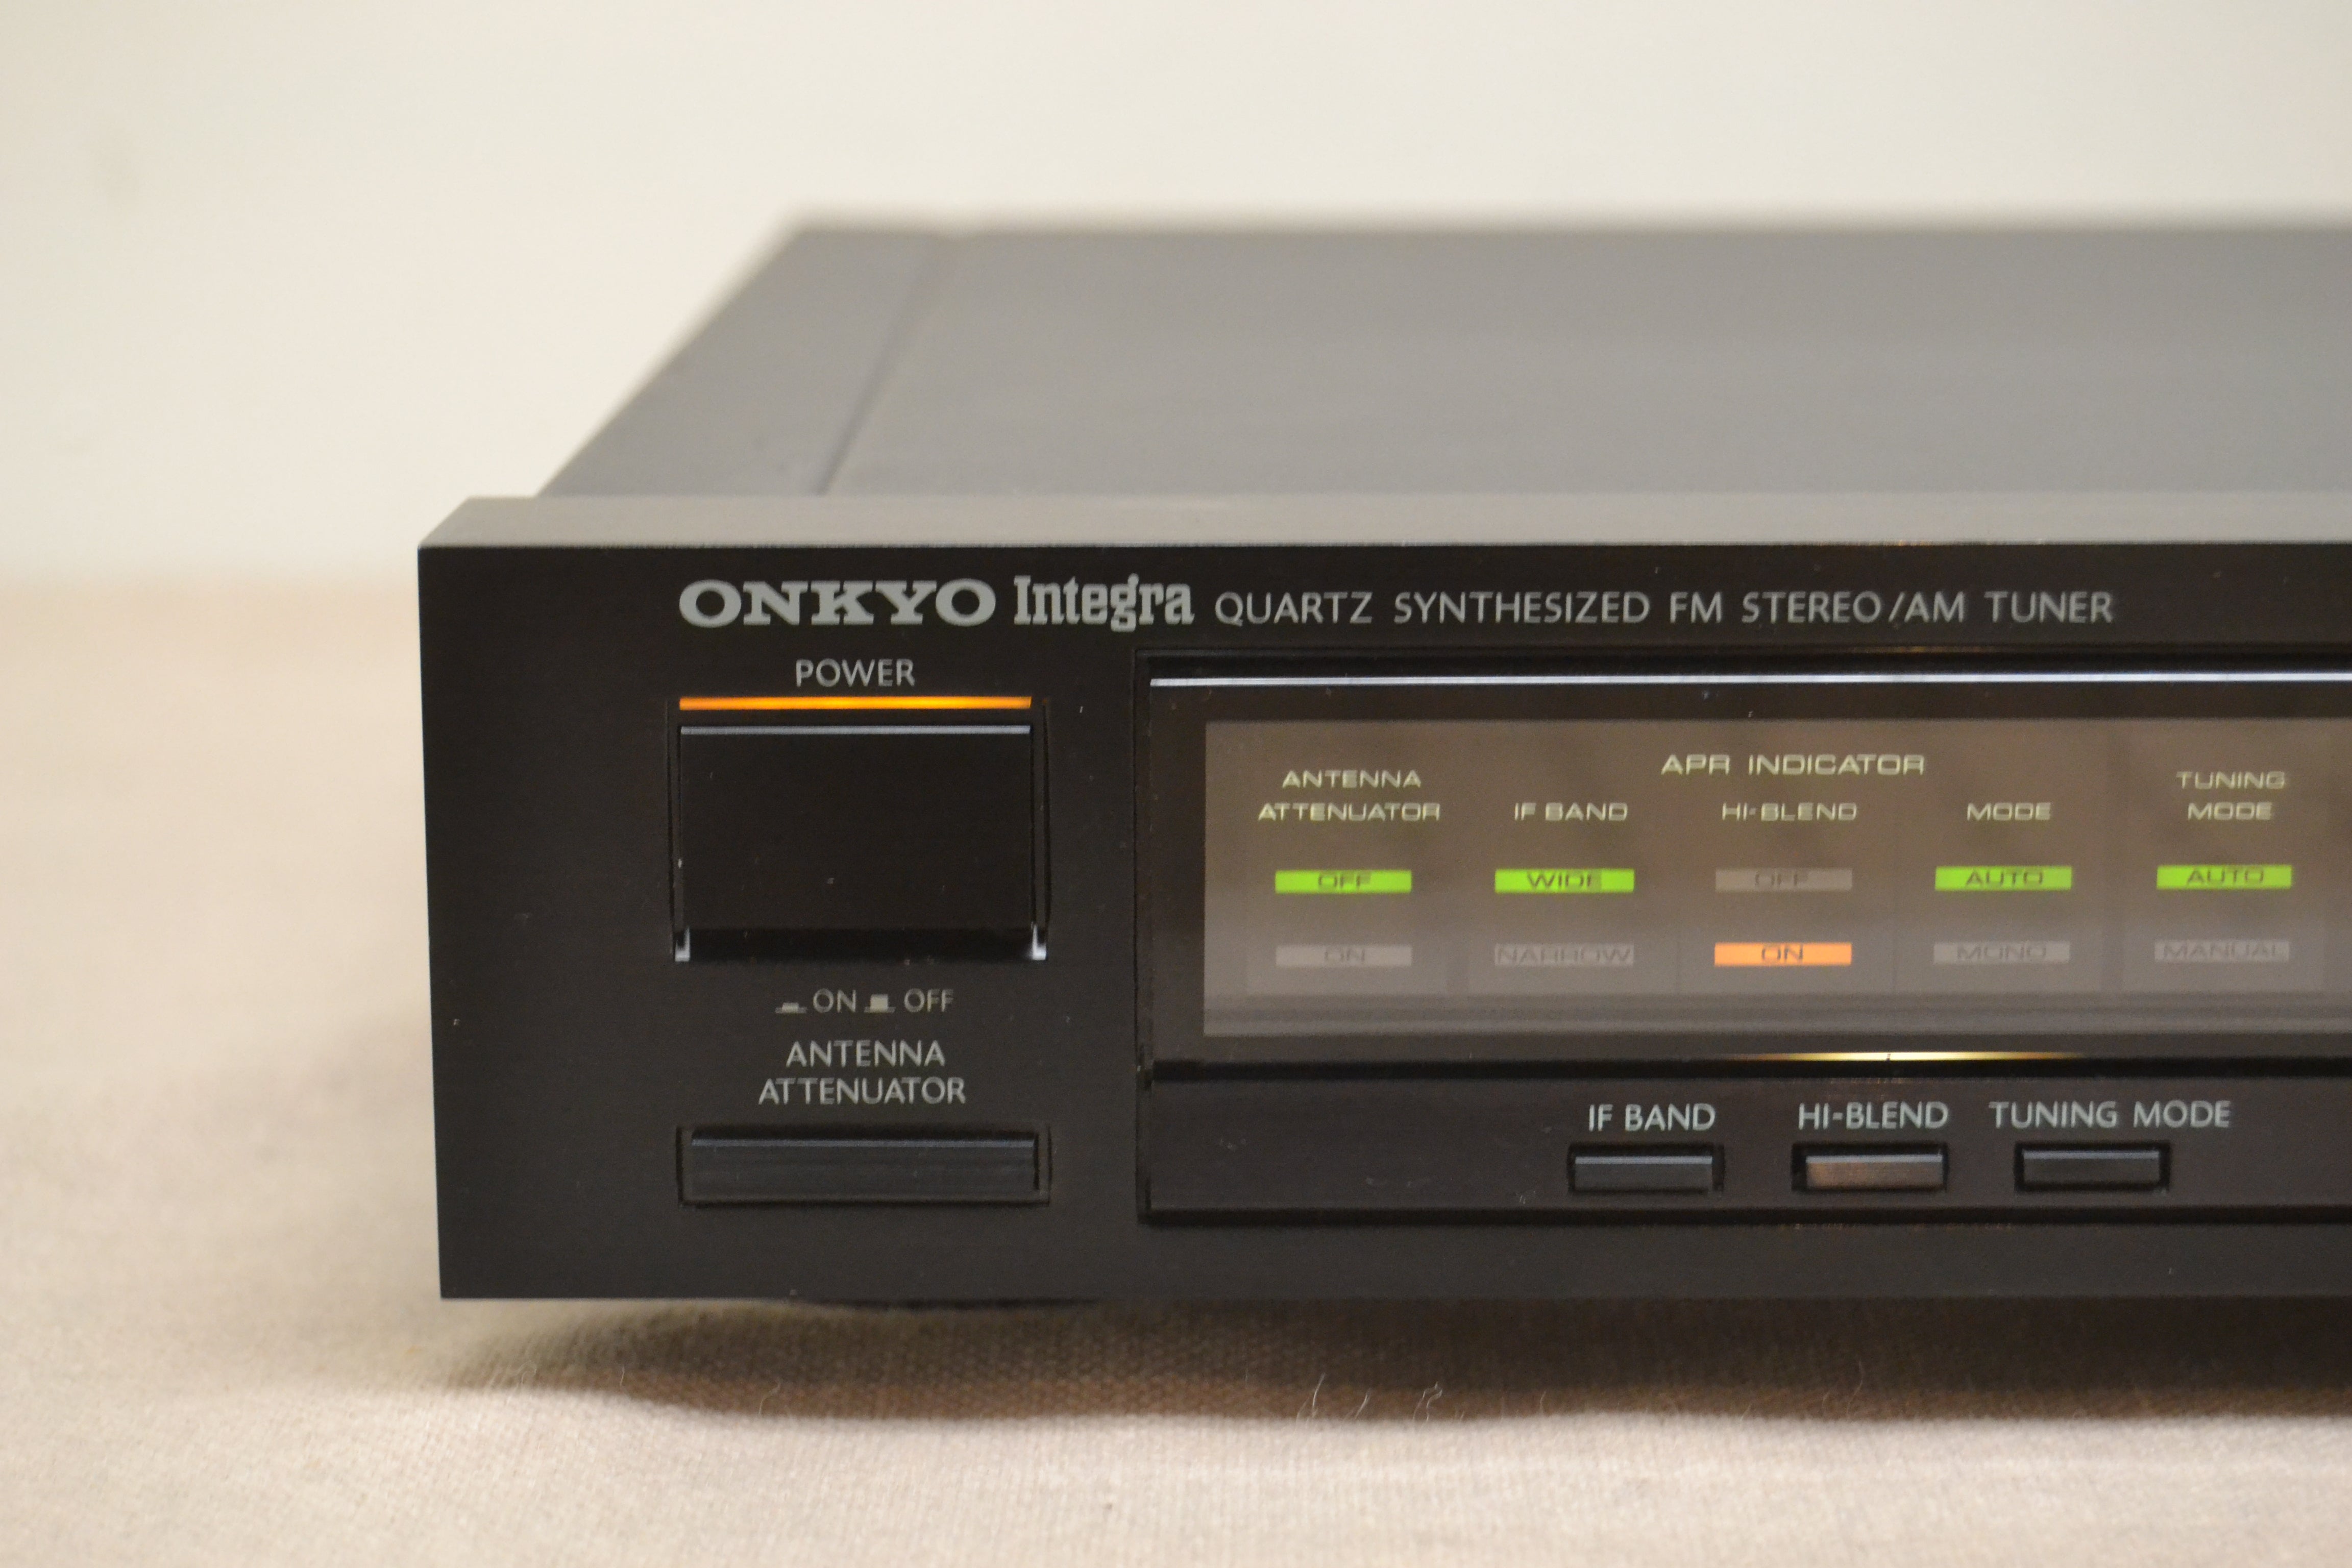 ONKYO Integra QUARTZ SYNTHESIZED FM STEREO/AM TUNER
POWER
ON OFF
ANTENNA
ATTENUATOR
APR INDICATOR
ANTENNA
ATTENUATOR
IF BAND
HI-BLEND
MODE
TUNING
MODE
OFF WIDE OFF AUTO AUTO
ON NARROW ON MONO MANUAL
IF BAND HI-BLEND TUNING MODE